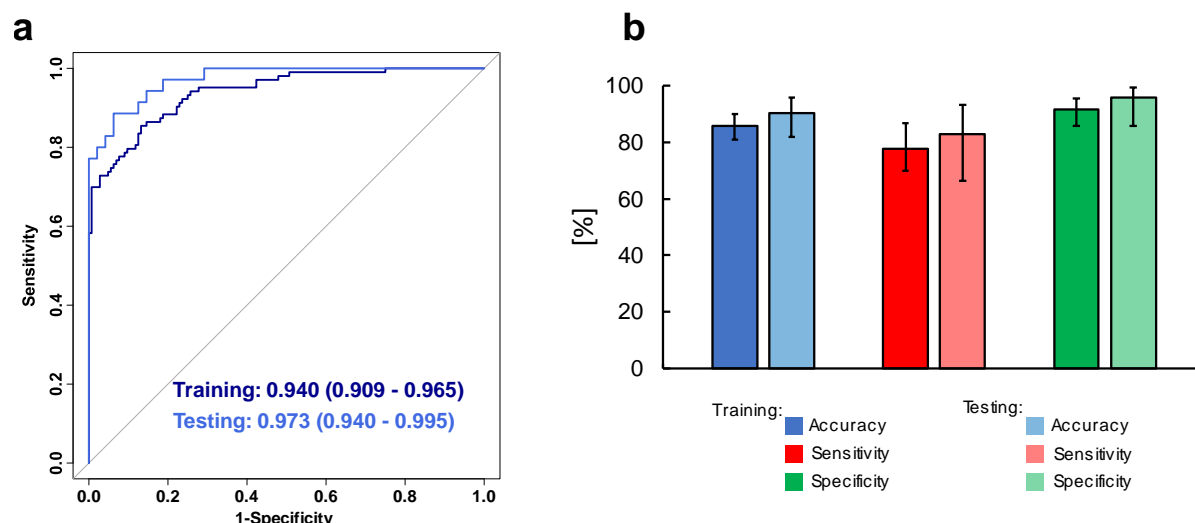 a
1.0
0.8
0.6
0.4
0.2
0.0
Sensitivity
Training: 0.940 (0.909 - 0.965)
Testing: 0.973 (0.940 - 0.995)
0.0 0.2 0.4 0.6 0.8 1.0
1-Specificity
b
100
80
60
40
20
0
[%]
Training: Testing:
Accuracy Accuracy
Sensitivity Sensitivity
Specificity Specificity